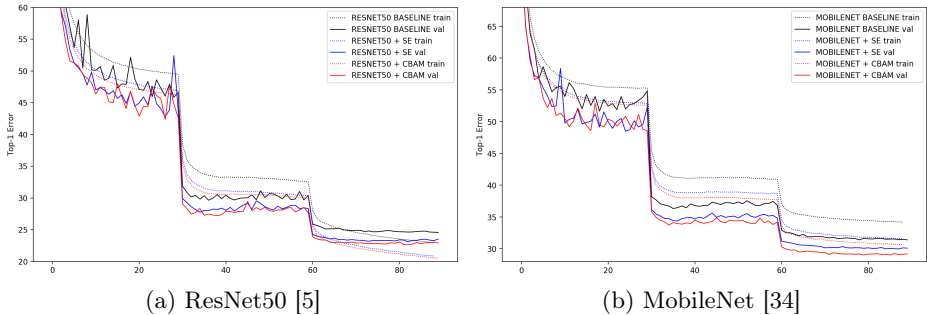 60
55
50
45
40
35
30
25
20
Top-1 Error
0
20
40
60
80
RESNET50 BASELINE train
RESNET50 BASELINE val
RESNET50 + SE train
RESNET50 + SE val
RESNET50 + CBAM train
RESNET50 + CBAM val
(a) ResNet50 [5]
65
60
55
50
45
40
35
30
Top-1 Error
0
20
40
60
80
MOBILENET BASELINE train
MOBILENET BASELINE val
MOBILENET + SE train
MOBILENET + SE val
MOBILENET + CBAM train
MOBILENET + CBAM val
(b) MobileNet [34]